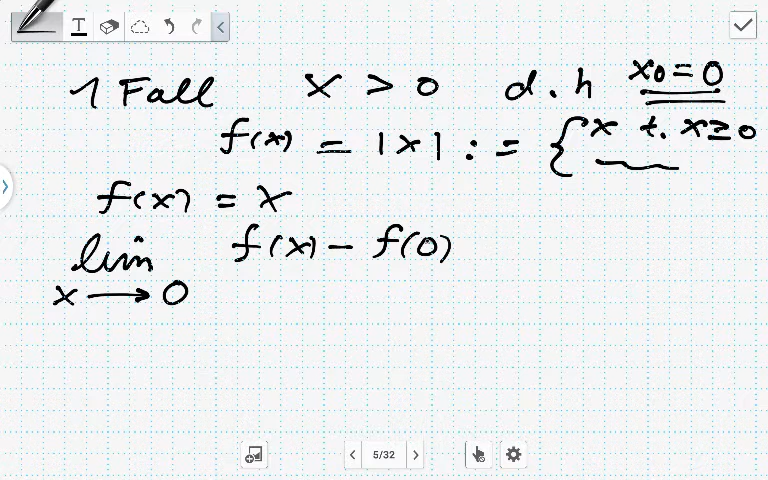 T
1 Fall x > 0 d.h x0 = 0
f(x) = |x| := { x f. x ≥ 0
f(x) = x
lim f(x) - f(0)
x → 0
5/32